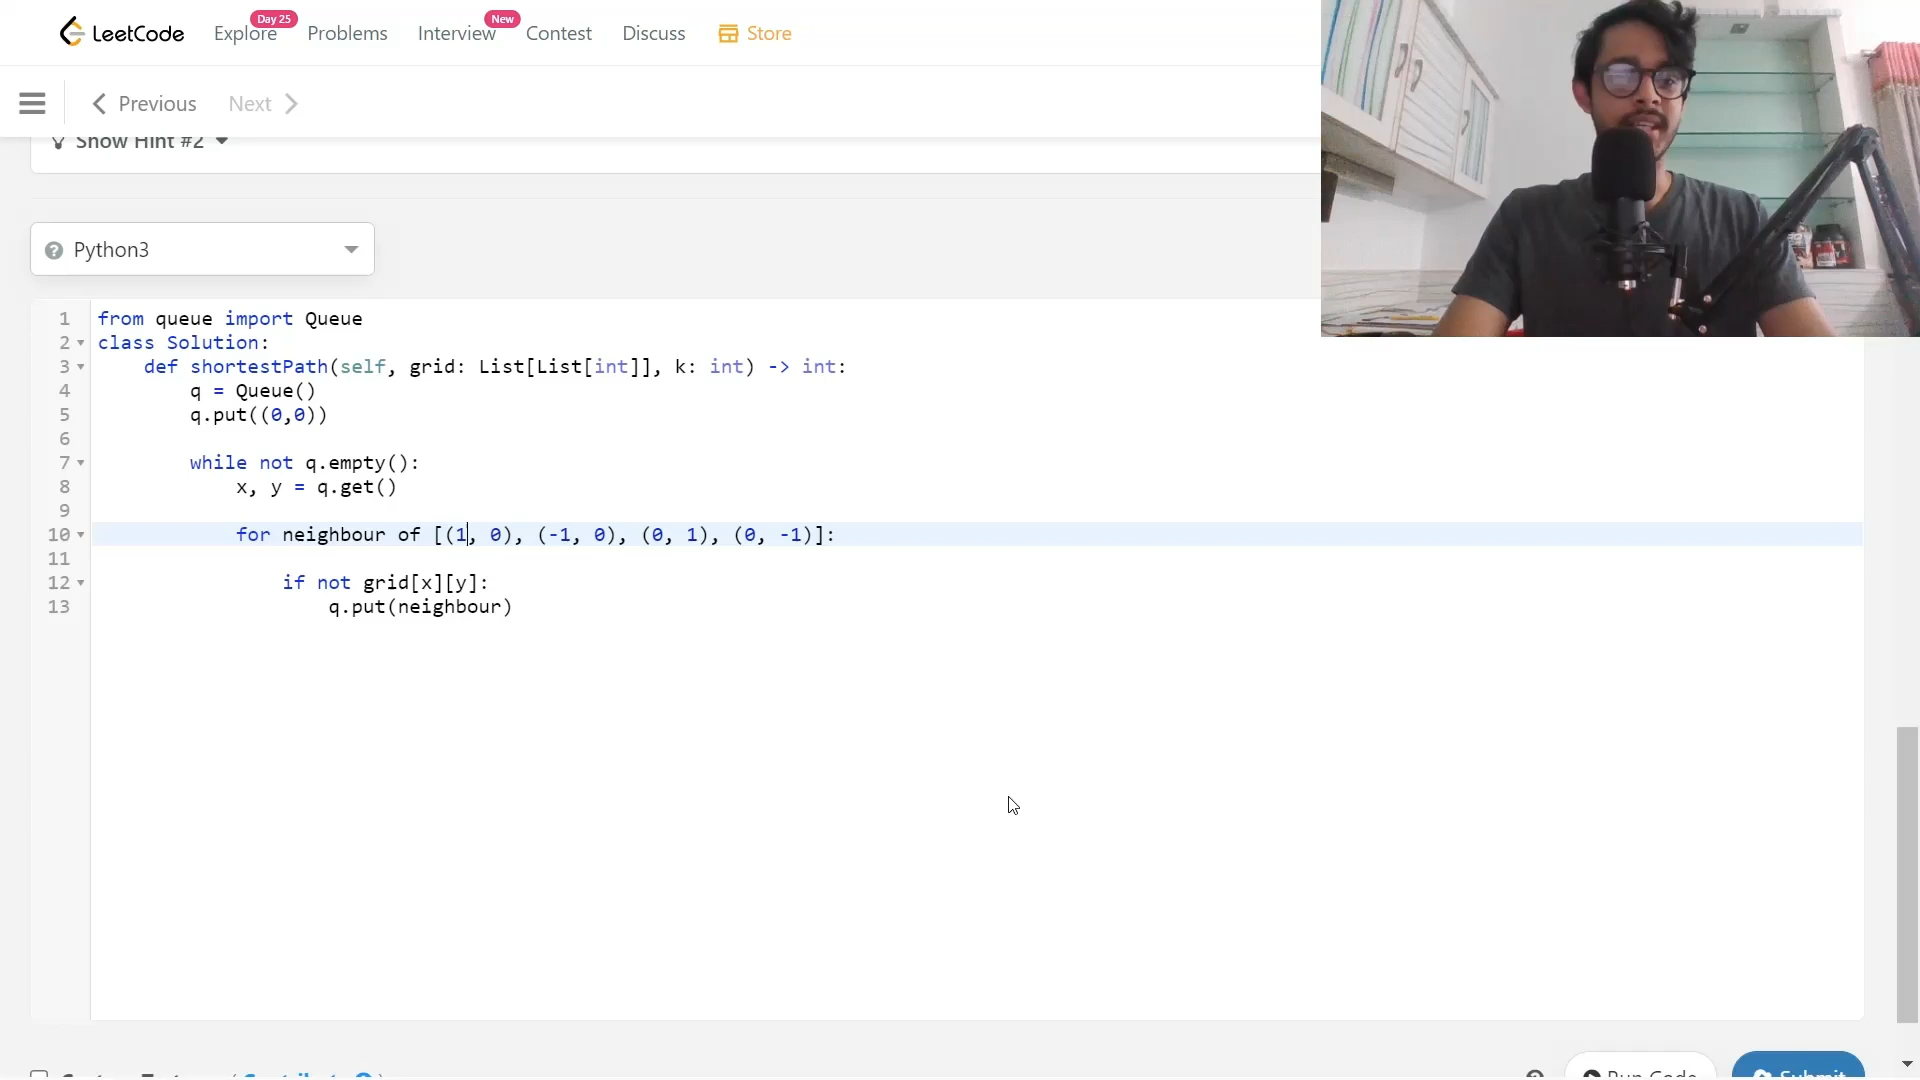 LeetCode Explore Day 25 Problems Interview New Contest Discuss Store
Previous Next
Show Hint #2
Python3
1 from queue import Queue
2 class Solution:
3 def shortestPath(self, grid: List[List[int]], k: int) -> int:
4 q = Queue()
5 q.put((0,0))
6
7 while not q.empty():
8 x, y = q.get()
9
10 for neighbour of [(1, 0), (-1, 0), (0, 1), (0, -1)]:
11
12 if not grid[x][y]:
13 q.put(neighbour)
Run Code Submit